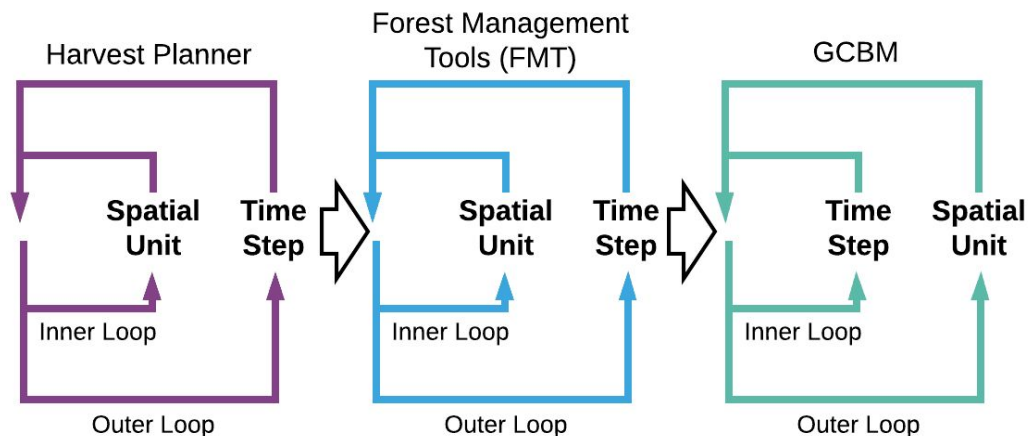 Harvest Planner
Spatial
Unit
Time
Step
Inner Loop
Outer Loop
Forest Management
Tools (FMT)
Spatial
Unit
Time
Step
Inner Loop
Outer Loop
GCBM
Time
Step
Spatial
Unit
Inner Loop
Outer Loop